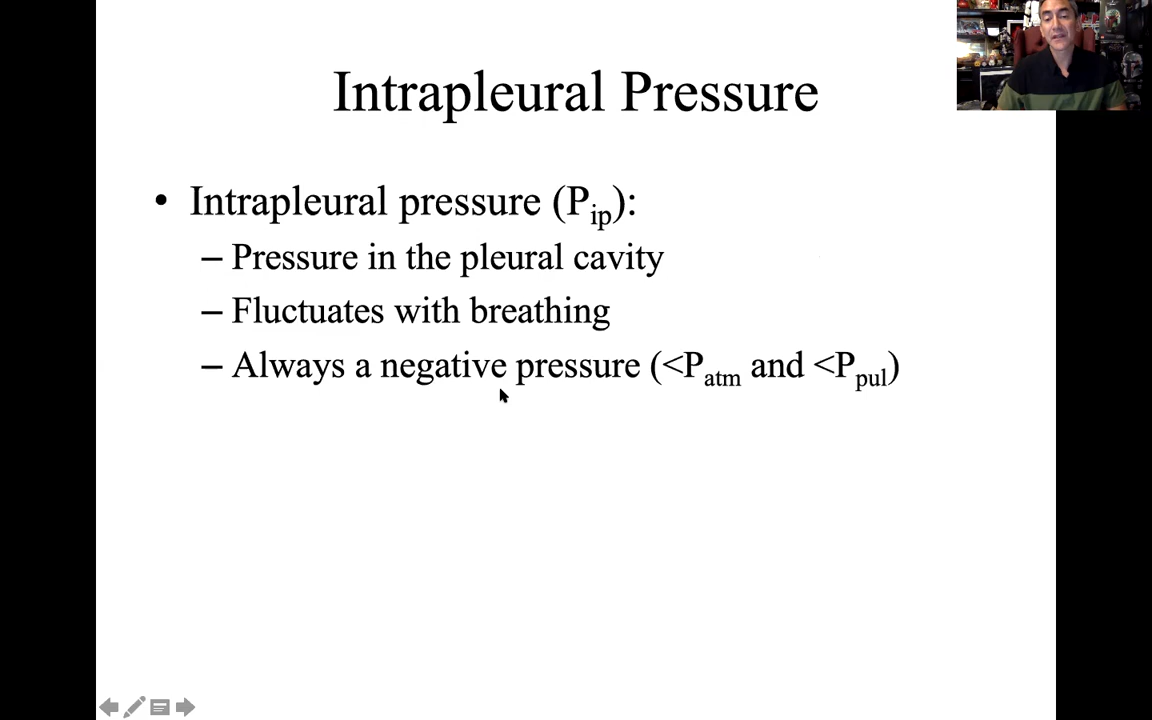 Intrapleural Pressure
• Intrapleural pressure (Pip):
– Pressure in the pleural cavity
– Fluctuates with breathing
– Always a negative pressure (<Patm and <Ppul)